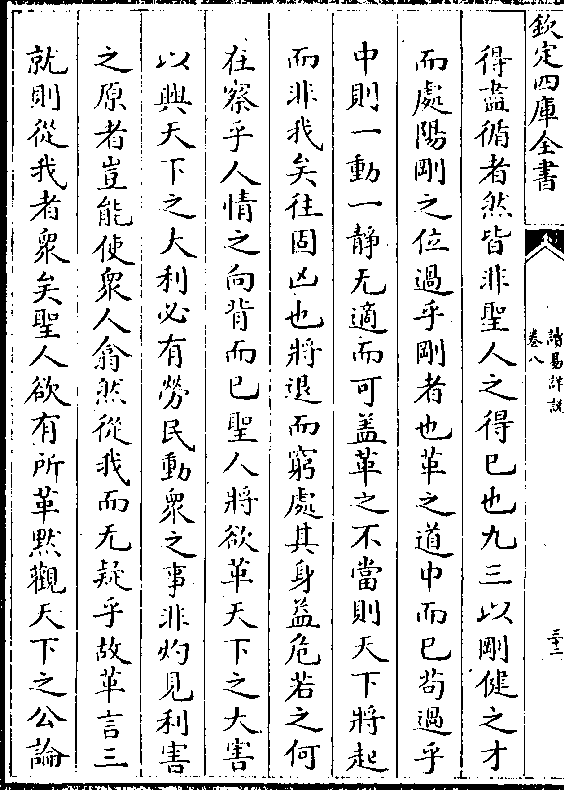 欽定四庫全書
讀易詳說
卷八
三十二
得盡循者然皆非聖人之得已也九三以剛健之才
而處陽剛之位過乎剛者也革之道中而已苟過乎
中則一動一静无適而可盖革之不當則天下將起
而非我矣往固凶也將退而窮處其身益危若之何
在察乎人情之向背而已聖人將欲革天下之大害
以興天下之大利必有勞民動衆之事非灼見利害
之原者豈能使衆人翕然從我而无疑乎故革言三
就則從我者衆矣聖人欲有所革黙觀天下之公論